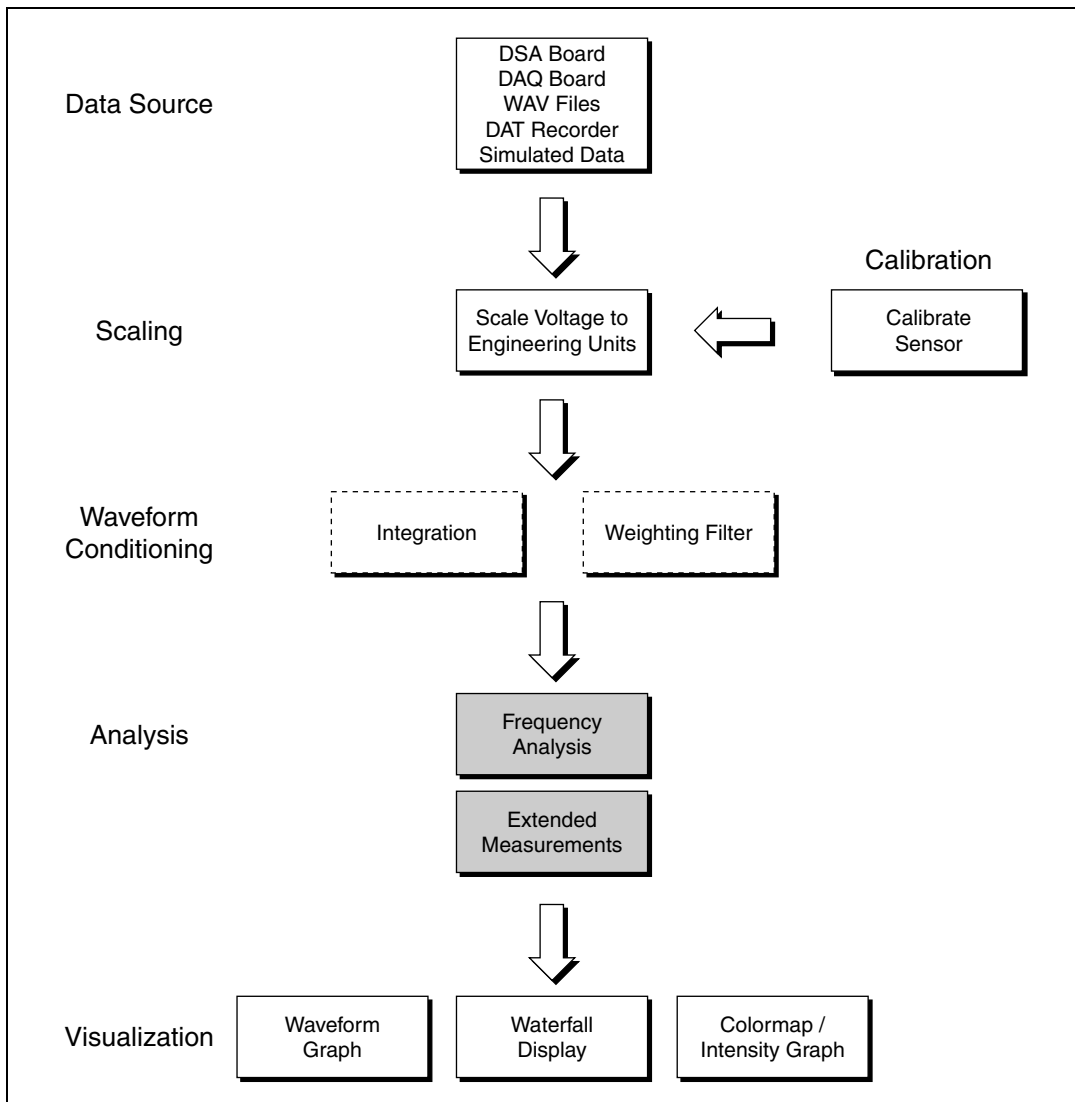 Data Source
DSA Board
DAQ Board
WAV Files
DAT Recorder
Simulated Data
Calibration
Scaling
Scale Voltage to
Engineering Units
Calibrate
Sensor
Waveform
Conditioning
Integration
Weighting Filter
Analysis
Frequency
Analysis
Extended
Measurements
Visualization
Waveform
Graph
Waterfall
Display
Colormap /
Intensity Graph